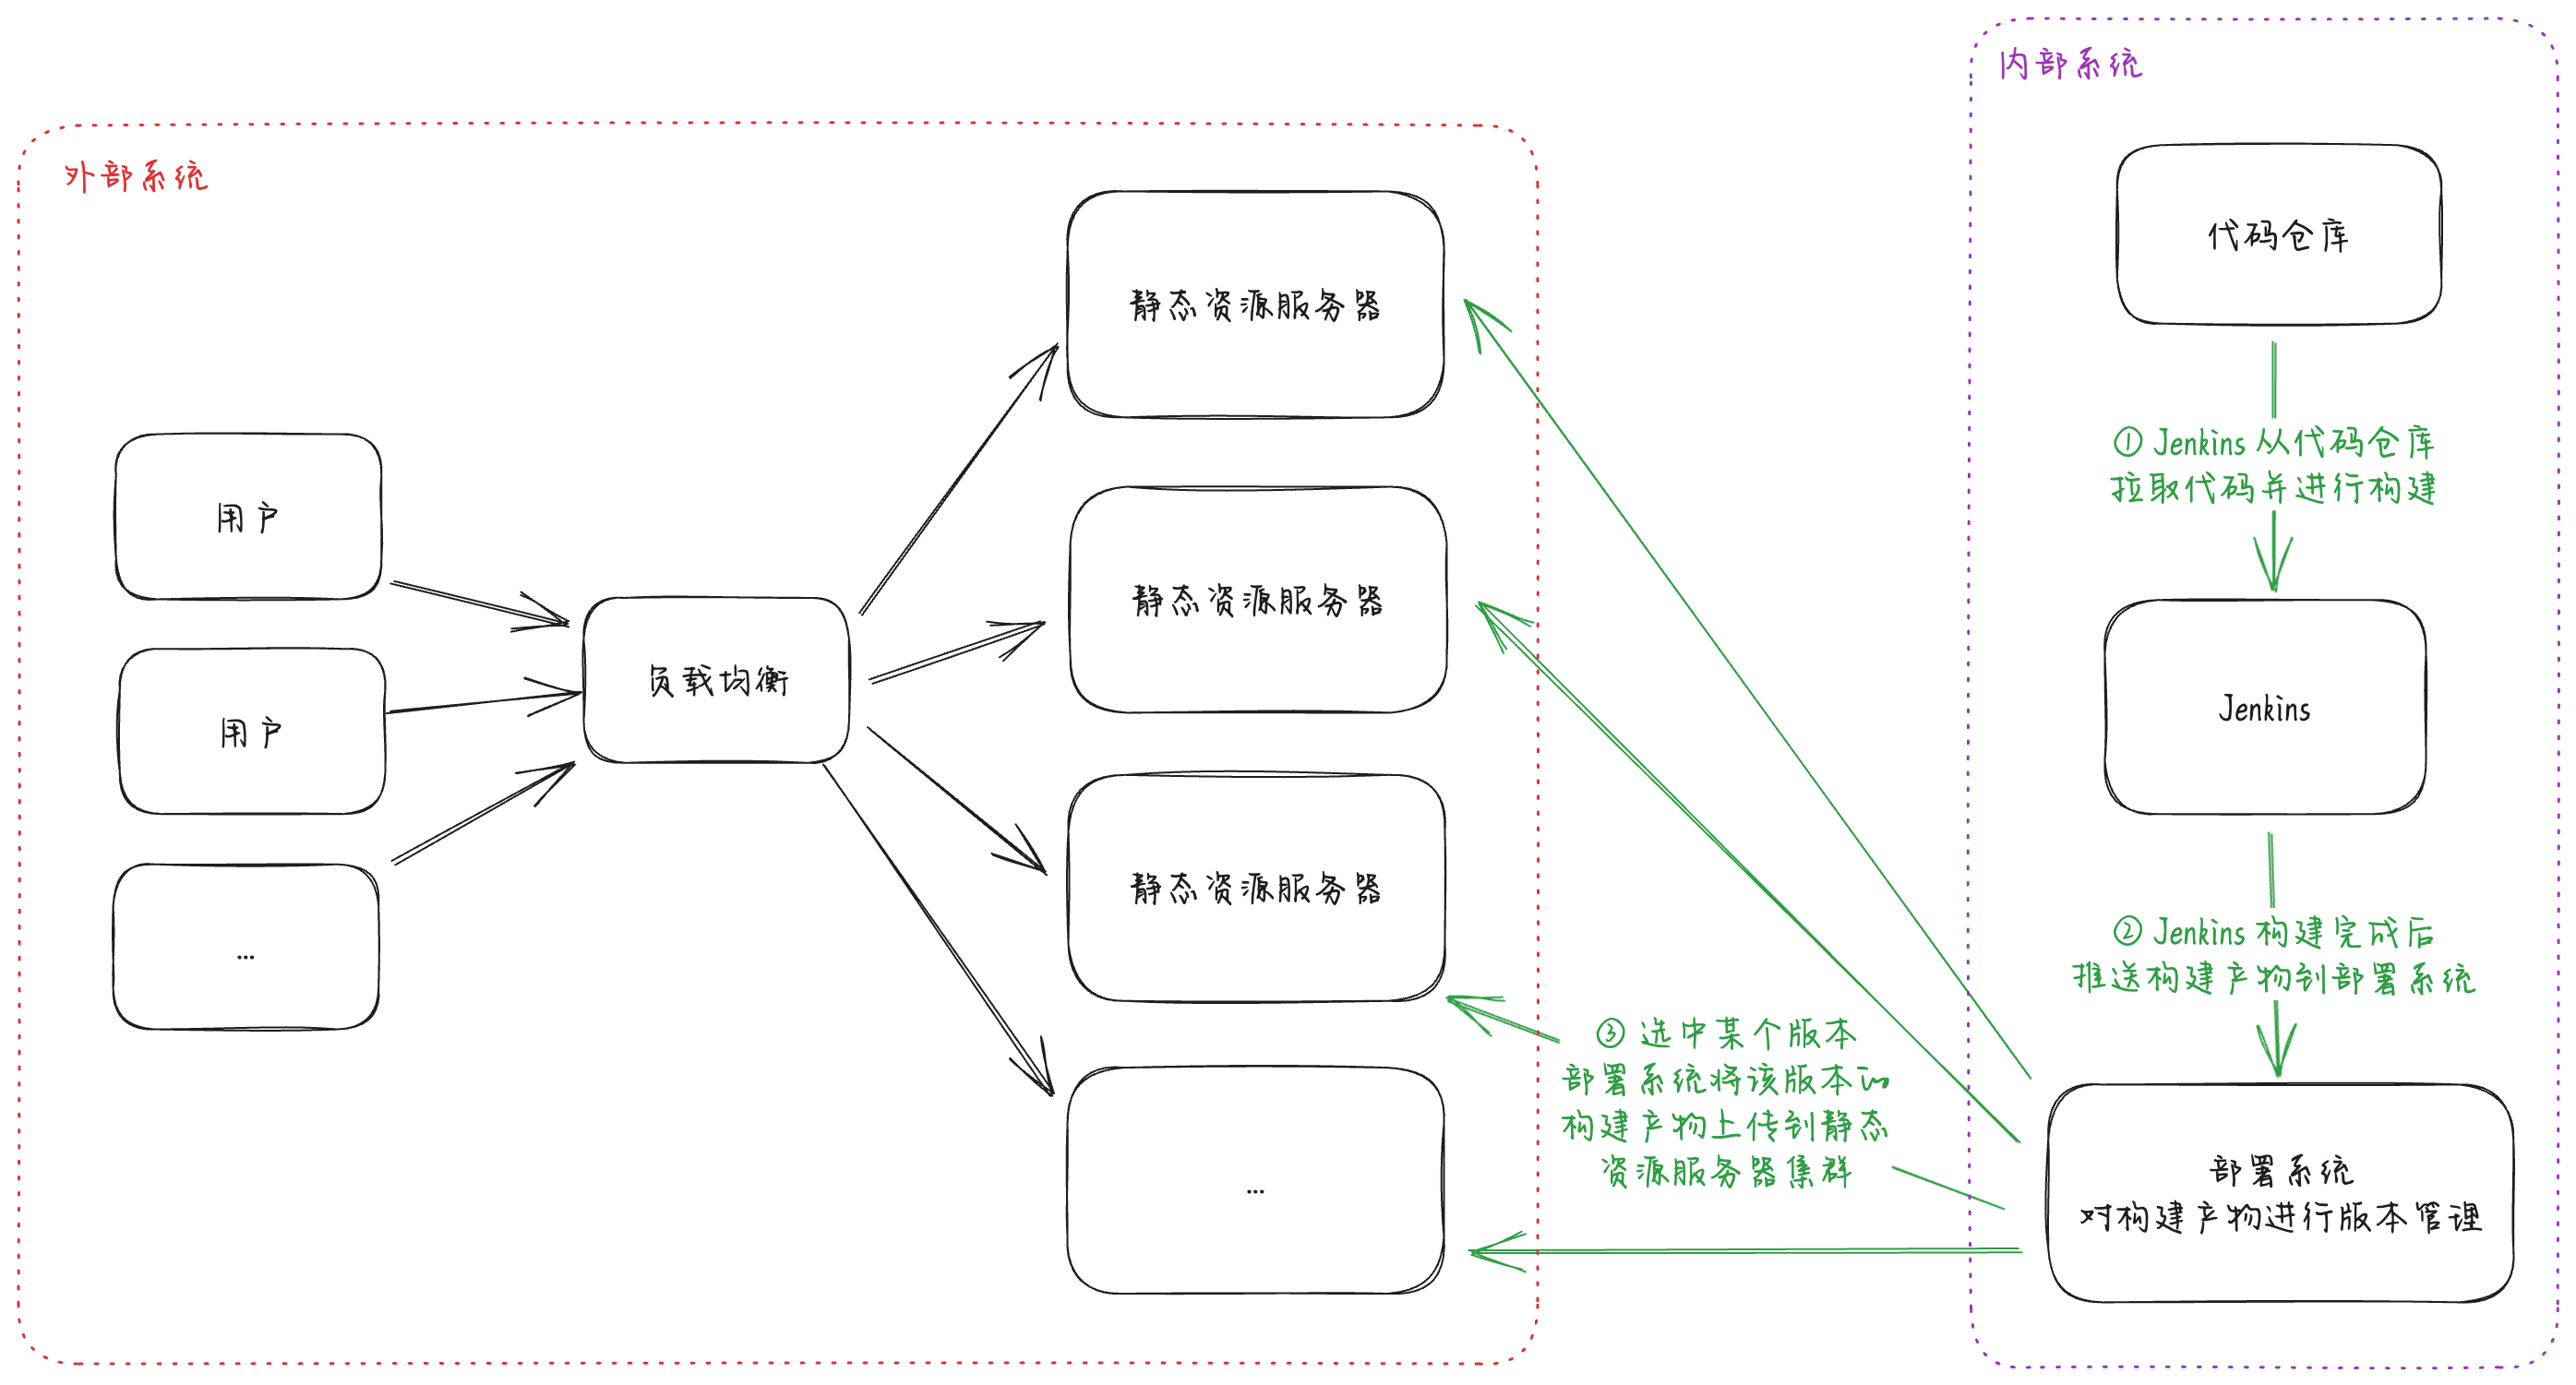 内部系统
外部系统
代码仓库
静态资源服务器
① Jenkins 从代码仓库
拉取代码并进行构建
用户
静态资源服务器
负载均衡
Jenkins
用户
静态资源服务器
...
② Jenkins 构建完成后
推送构建产物到部署系统
③ 选中某个版本
部署系统将该版本的
构建产物上传到静态
资源服务器集群
...
部署系统
对构建产物进行版本管理